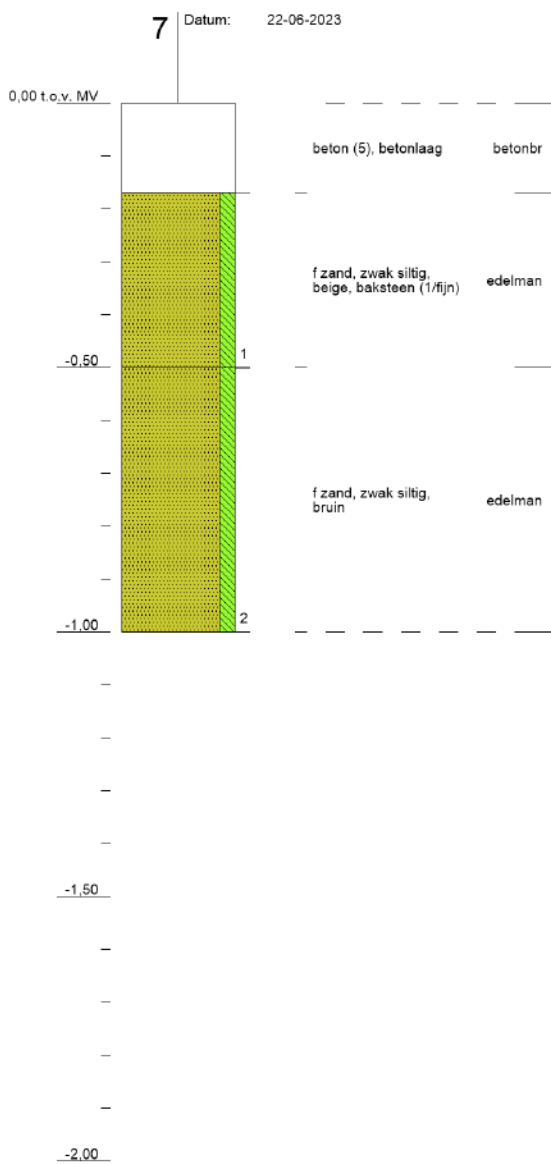 7 Datum: 22-06-2023
0,00 t.o.v. MV
beton (5), betonlaag betonbr
f zand, zwak siltig,
beige, baksteen (1/fijn) edelman
1
-0,50
f zand, zwak siltig,
bruin edelman
2
-1,00
-1,50
-2,00